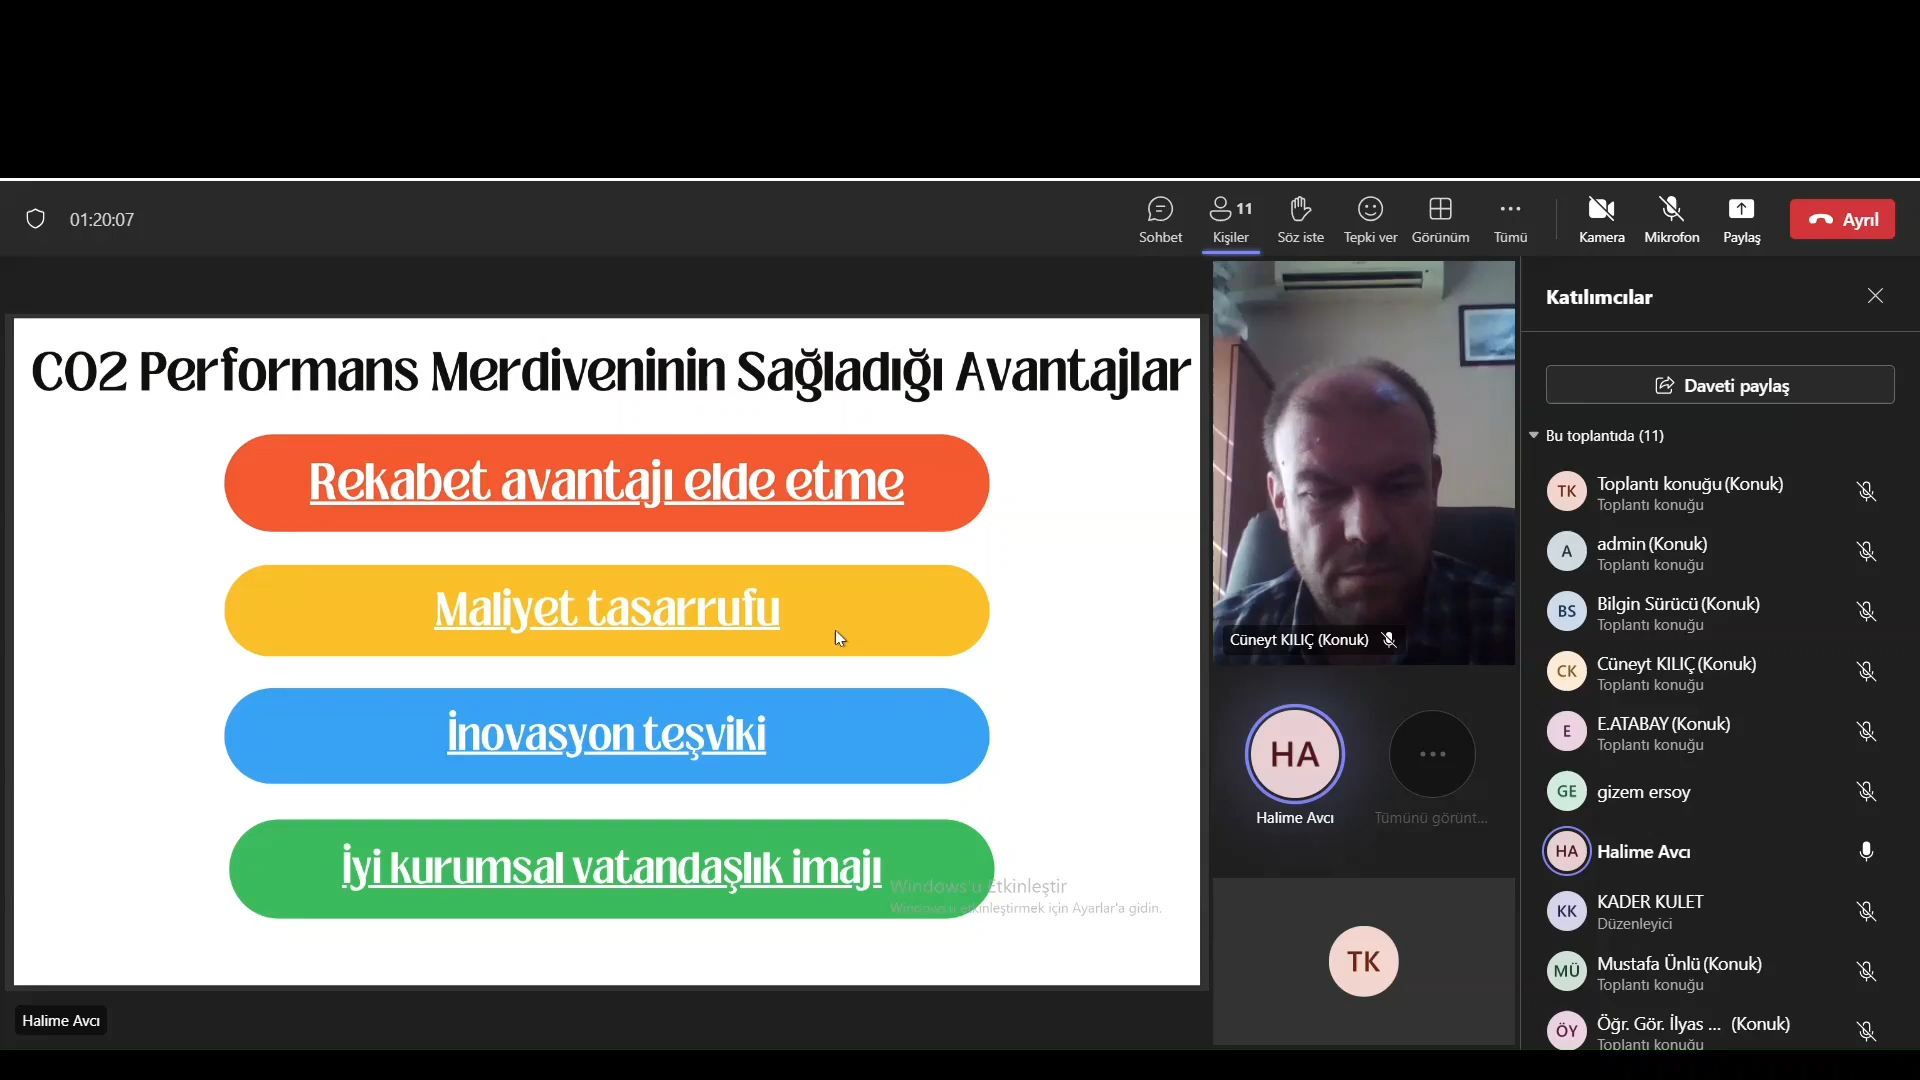 01:20:07
Sohbet
Kişiler
11
Söz iste
Tepki ver
Görünüm
Tümü
Kamera
Mikrofon
Paylaş
Ayrıl
CO2 Performans Merdiveninin Sağladığı Avantajlar
Rekabet avantajı elde etme
Maliyet tasarrufu
İnovasyon teşviki
İyi kurumsal vatandaşlık imajı
Windows'u Etkinleştir
Windows'u etkinleştirmek için Ayarlar'a gidin.
Halime Avcı
Cüneyt KILIÇ (Konuk)
HA
Halime Avcı
Tümünü görünt...
TK
Katılımcılar
Daveti paylaş
Bu toplantıda (11)
TK
Toplantı konuğu (Konuk)
Toplantı konuğu
A
admin (Konuk)
Toplantı konuğu
BS
Bilgin Sürücü (Konuk)
Toplantı konuğu
CK
Cüneyt KILIÇ (Konuk)
Toplantı konuğu
E
E.ATABAY (Konuk)
Toplantı konuğu
GE
gizem ersoy
HA
Halime Avcı
KK
KADER KULET
Düzenleyici
MÜ
Mustafa Ünlü (Konuk)
Toplantı konuğu
ÖY
Öğr. Gör. İlyas ... (Konuk)
Toplantı konuğu